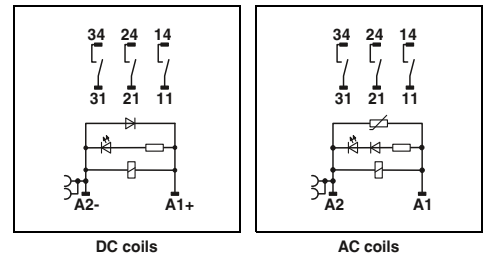 34 24 14
31 21 11
A2- A1+
DC coils
34 24 14
31 21 11
A2 A1
AC coils